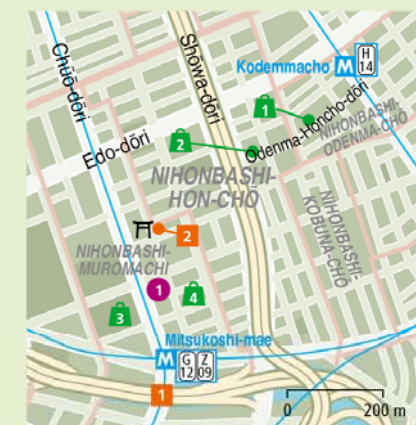 Chūō-dōri
Shōwa-dōri
Kodemmacho M H
14
1
Odenma-Honcho-dōri
NIHONBASHI-
ODENMA-CHŌ
Edo-dōri
2
NIHONBASHI-
HON-CHŌ
NIHONBASHI-
KOBUNA-CHŌ
2
NIHONBASHI-
MUROMACHI
1
4
3
Mitsukoshi-mae
M G Z
12 09
1
0 200 m